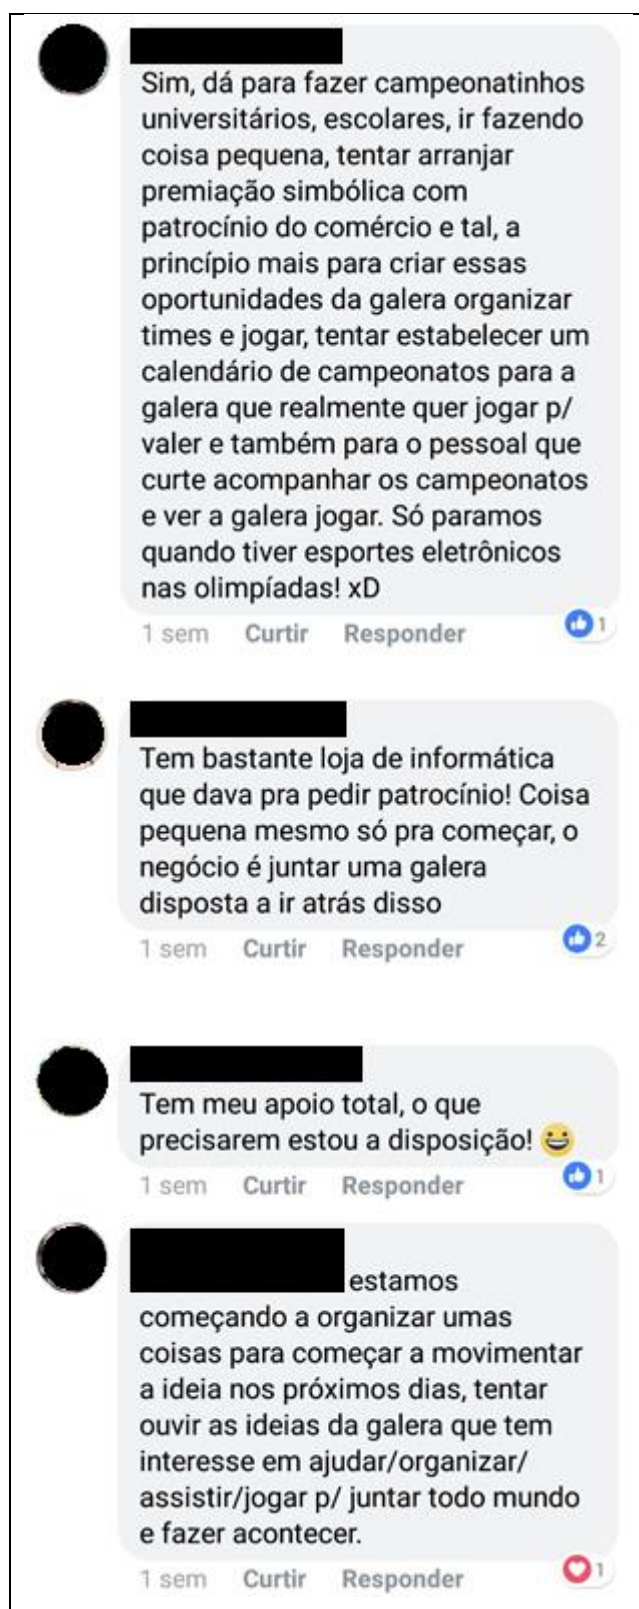 Sim, dá para fazer campeonatinhos
universitários, escolares, ir fazendo
coisa pequena, tentar arranjar
premiação simbólica com
patrocínio do comércio e tal, a
princípio mais para criar essas
oportunidades da galera organizar
times e jogar, tentar estabelecer um
calendário de campeonatos para a
galera que realmente quer jogar p/
valer e também para o pessoal que
curte acompanhar os campeonatos
e ver a galera jogar. Só paramos
quando tiver esportes eletrônicos
nas olimpíadas! xD
1 sem Curtir Responder 1
Tem bastante loja de informática
que dava pra pedir patrocínio! Coisa
pequena mesmo só pra começar, o
negócio é juntar uma galera
disposta a ir atrás disso
1 sem Curtir Responder 2
Tem meu apoio total, o que
precisarem estou a disposição! 😀
1 sem Curtir Responder 1
estamos
começando a organizar umas
coisas para começar a movimentar
a ideia nos próximos dias, tentar
ouvir as ideias da galera que tem
interesse em ajudar/organizar/
assistir/jogar p/ juntar todo mundo
e fazer acontecer.
1 sem Curtir Responder 1